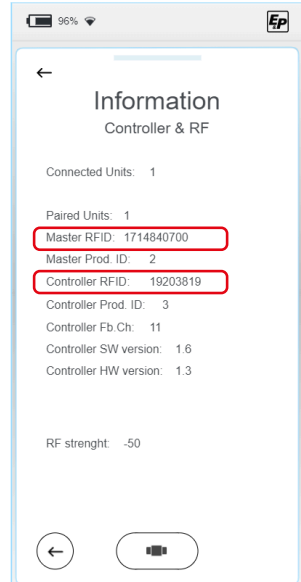 96%
EP
Information
Controller & RF
Connected Units: 1
Paired Units: 1
Master RFID: 1714840700
Master Prod. ID: 2
Controller RFID: 19203819
Controller Prod. ID: 3
Controller Fb.Ch: 11
Controller SW version: 1.6
Controller HW version: 1.3
RF strenght: -50